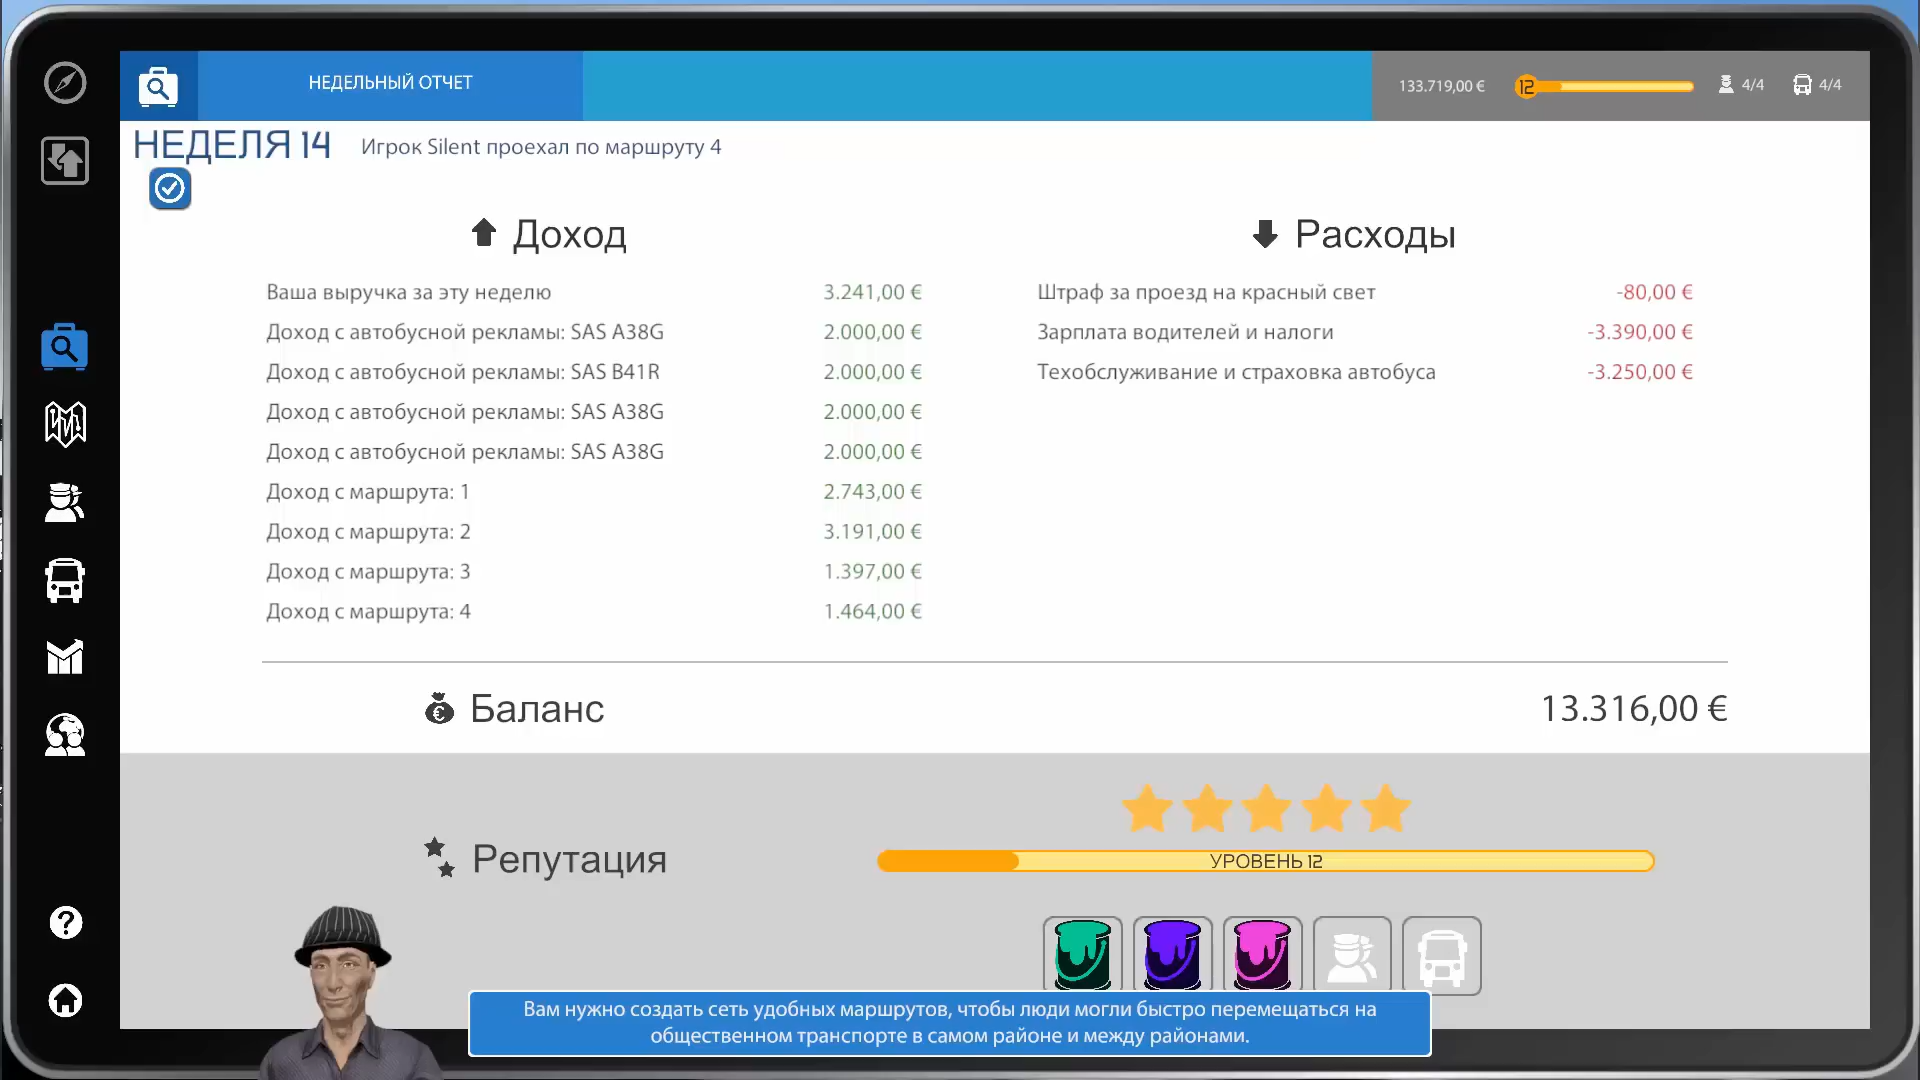 НЕДЕЛЬНЫЙ ОТЧЕТ
133.719,00 €
12
4/4
4/4
НЕДЕЛЯ 14
Игрок Silent проехал по маршруту 4
Доход
Ваша выручка за эту неделю 3.241,00 €
Доход с автобусной рекламы: SAS A38G 2.000,00 €
Доход с автобусной рекламы: SAS B41R 2.000,00 €
Доход с автобусной рекламы: SAS A38G 2.000,00 €
Доход с автобусной рекламы: SAS A38G 2.000,00 €
Доход с маршрута: 1 2.743,00 €
Доход с маршрута: 2 3.191,00 €
Доход с маршрута: 3 1.397,00 €
Доход с маршрута: 4 1.464,00 €
Расходы
Штраф за проезд на красный свет -80,00 €
Зарплата водителей и налоги -3.390,00 €
Техобслуживание и страховка автобуса -3.250,00 €
Баланс 13.316,00 €
Репутация
УРОВЕНЬ 12
Вам нужно создать сеть удобных маршрутов, чтобы люди могли быстро перемещаться на
общественном транспорте в самом районе и между районами.